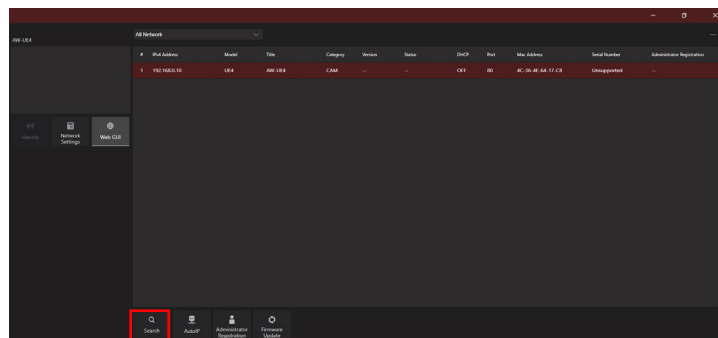 AW-UE4
All Network
# IPv4 Address Model Title Category Version Status DHCP Port Mac Address Serial Number Administrator Registration
1 192.168.0.10 UE4 AW-UE4 CAM -- -- OFF 80 4C-36-4E-64-17-C8 Unsupported --
Identify
Network Settings
Web GUI
Search
AutoIP
Administrator Registration
Firmware Update